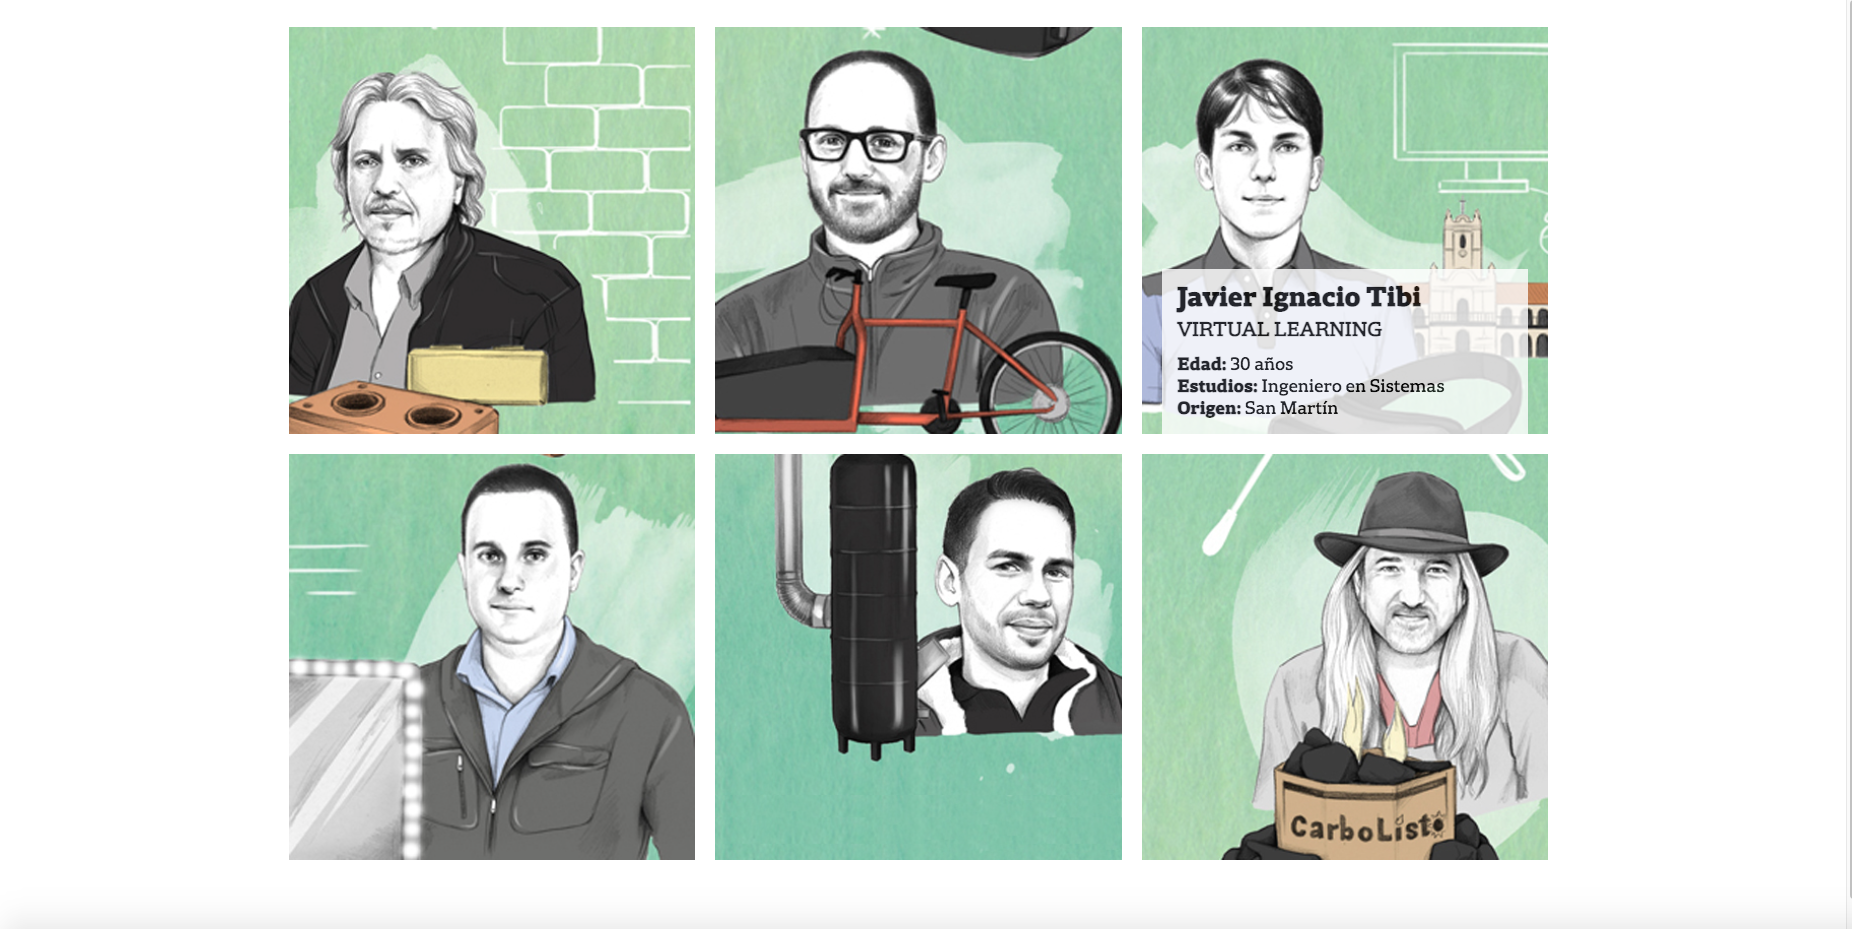 Javier Ignacio Tibi
VIRTUAL LEARNING
Edad: 30 años
Estudios: Ingeniero en Sistemas
Origen: San Martín
CarboListo